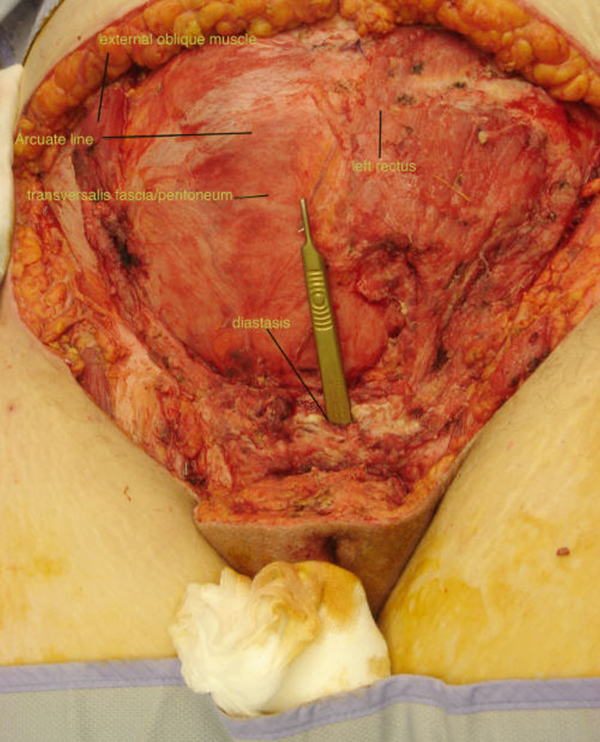 external oblique muscle
Arcuate line
left rectus
transversalis fascia/peritoneum
diastasis